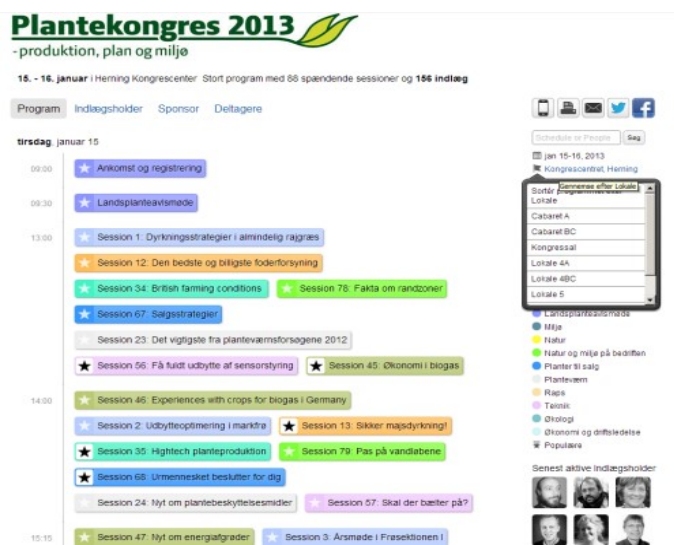 Plantekongres 2013
- produktion, plan og miljø
15. - 16. januar i Herning Kongrescenter Stort program med 88 spændende sessioner og 156 indlæg
Program Indlægsholder Sponsor Deltagere
tirsdag, januar 15
09:00 Ankomst og registrering
09:30 Landsplanteavlsmøde
13:00 Session 1: Dyrkningsstrategier i almindelig rajgræs
Session 12: Den bedste og billigste foderforsyning
Session 34: British farming conditions Session 78: Fakta om randzoner
Session 67: Salgsstrategier
Session 23: Det vigtigste fra planteværnsforsøgene 2012
Session 56: Få fuldt udbytte af sensorstyring Session 45: Økonomi i biogas
14:00 Session 46: Experiences with crops for biogas i Germany
Session 2: Udbytteoptimering i markfrø Session 13: Sikker majsdyrkning!
Session 35: Hightech planteproduktion Session 79: Pas på vandløbene
Session 68: Urmennesket beslutter for dig
Session 24: Nyt om plantebeskyttelsesmidler Session 57: Skal der bælter på?
15:15 Session 47: Nyt om energiafgrøder Session 3: Årsmøde i Frøsektionen I
Schedule or People Søg
jan 15-16, 2013
Kongrescentret, Herning
Gennemse efter Lokale
Sortér
Lokale
Cabaret A
Cabaret BC
Kongressal
Lokale 4A
Lokale 4BC
Lokale 5
Landsplanteavlsmøde
Miljø
Natur
Natur og miljø på bedriften
Planter til salg
Planteværn
Raps
Teknik
Økologi
Økonomi og driftsledelse
Populære
Senest aktive Indlægsholder